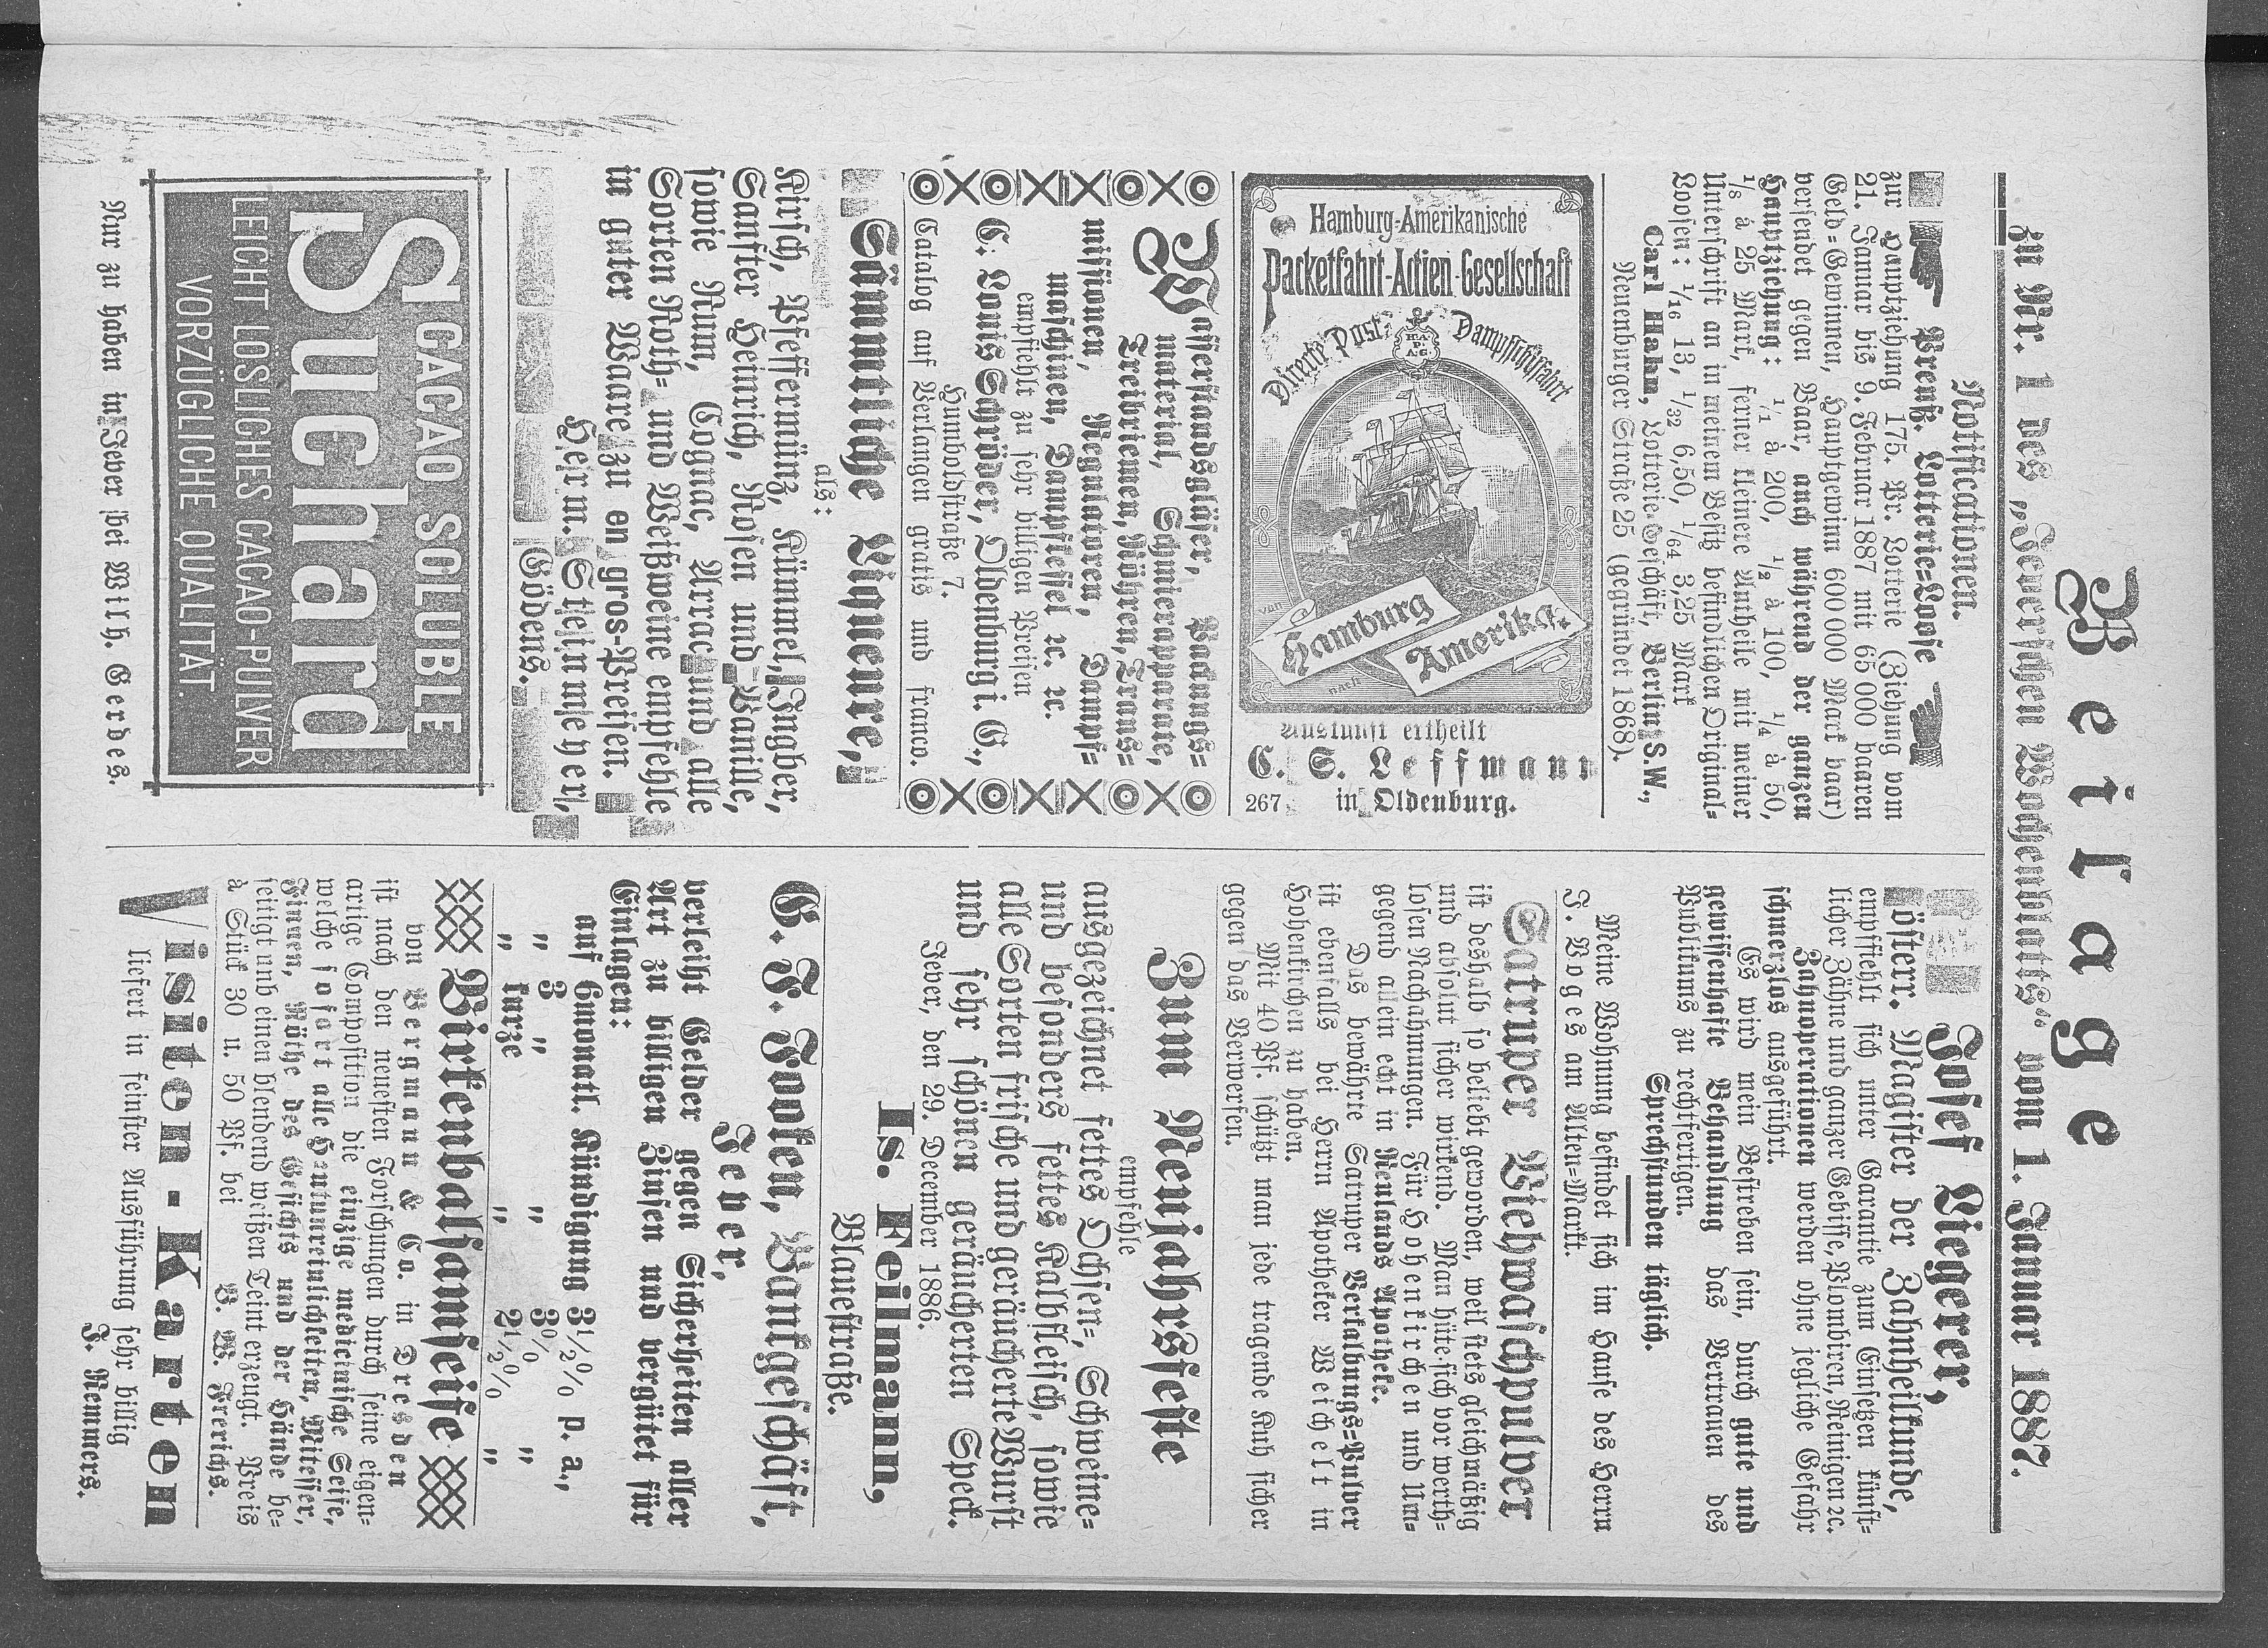 Beilage
zu Nr. 1 des „Jeverschen Wochenblatts“ vom 1. Januar 1887.
Notificationen.
Preuß. Lotterie-Loose
zur Hauptziehung 175. Pr. Lotterie (Ziehung vom
21. Januar bis 9. Februar 1887 mit 65 000 baaren
Geld-Gewinnen, Hauptgewinn 600 000 Mark baar)
versendet gegen Baar, auch während der ganzen
Hauptziehung: 1/1 à 200, 1/2 à 100, 1/4 à 50,
1/8 à 25 Mark, ferner kleinere Antheile mit meiner
Unterschrift an in meinem Besitz befindlichen Original-
Loosen: 1/16 13, 1/32 6,50, 1/64 3,25 Mark
Carl Hahn, Lotterie-Geschäft, Berlin S.W.,
Neuenburger Straße 25 (gegründet 1868).
Hamburg-Amerikanische
Packetfahrt-Actien-Gesellschaft
Directe Post-Dampfschiffahrt
H.A.P.A.G.
von
Hamburg
nach
Amerika.
Auskunft ertheilt
C. S. Leffmann
267 in Oldenburg.
Wasserstandsgläser, Packungs-
material, Schmierapparate,
Treibriemen, Röhren, Trans-
missionen, Regulatoren, Dampf-
maschinen, Dampfkessel ꝛc. ꝛc.
empfiehlt zu sehr billigen Preisen
C. Louis Schröder, Oldenburg i. G.,
Humboldstraße 7.
Catalog auf Verlangen gratis und franco.
Sämmtliche Liqueure,
als:
Kirsch, Pfeffermünz, Kümmel, Ingber,
Sanfter Heinrich, Rosen und Vanille,
sowie Rum, Cognac, Arrac und alle
Sorten Roth- und Weißweine empfehle
in guter Waare zu en gros-Preisen.
Herm. Steinmeyer,
Gödens.
CACAO SOLUBLE
Suchard
LEICHT LÖSLICHES CACAO-PULVER
VORZÜGLICHE QUALITÄT.
Nur zu haben in Jever bei Wilh. Gerdes.
Josef Liegerer,
österr. Magister der Zahnheilkunde,
empfiehlt sich unter Garantie zum Einsetzen künst-
licher Zähne und ganzer Gebisse, Plombiren, Reinigen ꝛc.
Zahnoperationen werden ohne jegliche Gefahr
schmerzlos ausgeführt.
Es wird mein Bestreben sein, durch gute und
gewissenhafte Behandlung das Vertrauen des
Publikums zu rechtfertigen.
Sprechstunden täglich.
Meine Wohnung befindet sich im Hause des Herrn
J. Poges am Alten-Markt.
Satruper Viehwaschpulver
ist deshalb so beliebt geworden, weil stets gleichmäßig
und absolut sicher wirkend. Man hüte sich vor werth-
losen Nachahmungen. Für Hohenkirchen und Um-
gegend allein echt in Neulands Apotheke.
Das bewährte Satruper Verkalbungs-Pulver
ist ebenfalls bei Herrn Apotheker Weichelt in
Hohenkirchen zu haben.
Mit 40 Pf. schützt man jede tragende Kuh sicher
gegen das Verwerfen.
Zum Neujahrsfeste
empfehle
ausgezeichnet fettes Ochsen-, Schweine-
und besonders fettes Kalbfleisch, sowie
alle Sorten frische und geräucherte Wurst
und sehr schönen geräucherten Speck.
Jever, den 29. December 1886.
Is. Feilmann,
Blauestraße.
C. F. Fooken, Bankgeschäft,
Jever,
verleiht Gelder gegen Sicherheiten aller
Art zu billigen Zinsen und vergütet für
Einlagen:
auf 6monatl. Kündigung 3 1/2 % p. a.,
„ 3 „ „ 3 % „
„ kurze „ 2 1/2 % „
Birkenbalsamseife
von Bergmann & Co. in Dresden
ist nach den neuesten Forschungen durch seine eigen-
artige Composition die einzige medicinische Seife,
welche sofort alle Hautunreinlichkeiten, Mitesser,
Finnen, Röthe des Gesichts und der Hände be-
seitigt und einen blendend weißen Teint erzeugt. Preis
à Stück 30 u. 50 Pf. bei B. W. Frerichs.
Visiten-Karten
liefert in feinster Ausführung sehr billig
F. Remmers.